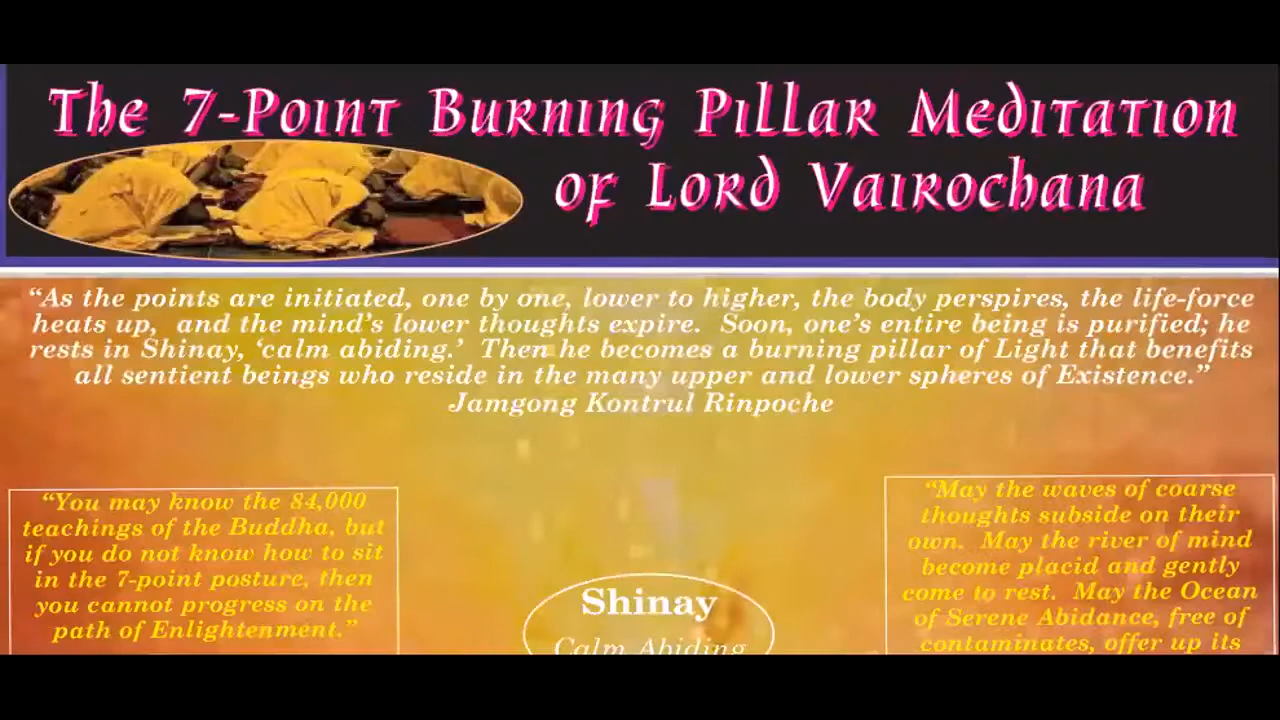 The 7-Point Burning Pillar Meditation
of Lord Vairochana
“As the points are initiated, one by one, lower to higher, the body perspires, the life-force
heats up, and the mind’s lower thoughts expire. Soon, one’s entire being is purified; he
rests in Shinay, ‘calm abiding.’ Then he becomes a burning pillar of Light that benefits
all sentient beings who reside in the many upper and lower spheres of Existence.”
Jamgong Kontrul Rinpoche
“You may know the 84,000
teachings of the Buddha, but
if you do not know how to sit
in the 7-point posture, then
you cannot progress on the
path of Enlightenment.”
Shinay
Calm Abiding
“May the waves of coarse
thoughts subside on their
own. May the river of mind
become placid and gently
come to rest. May the Ocean
of Serene Abidance, free of
contaminates, offer up its